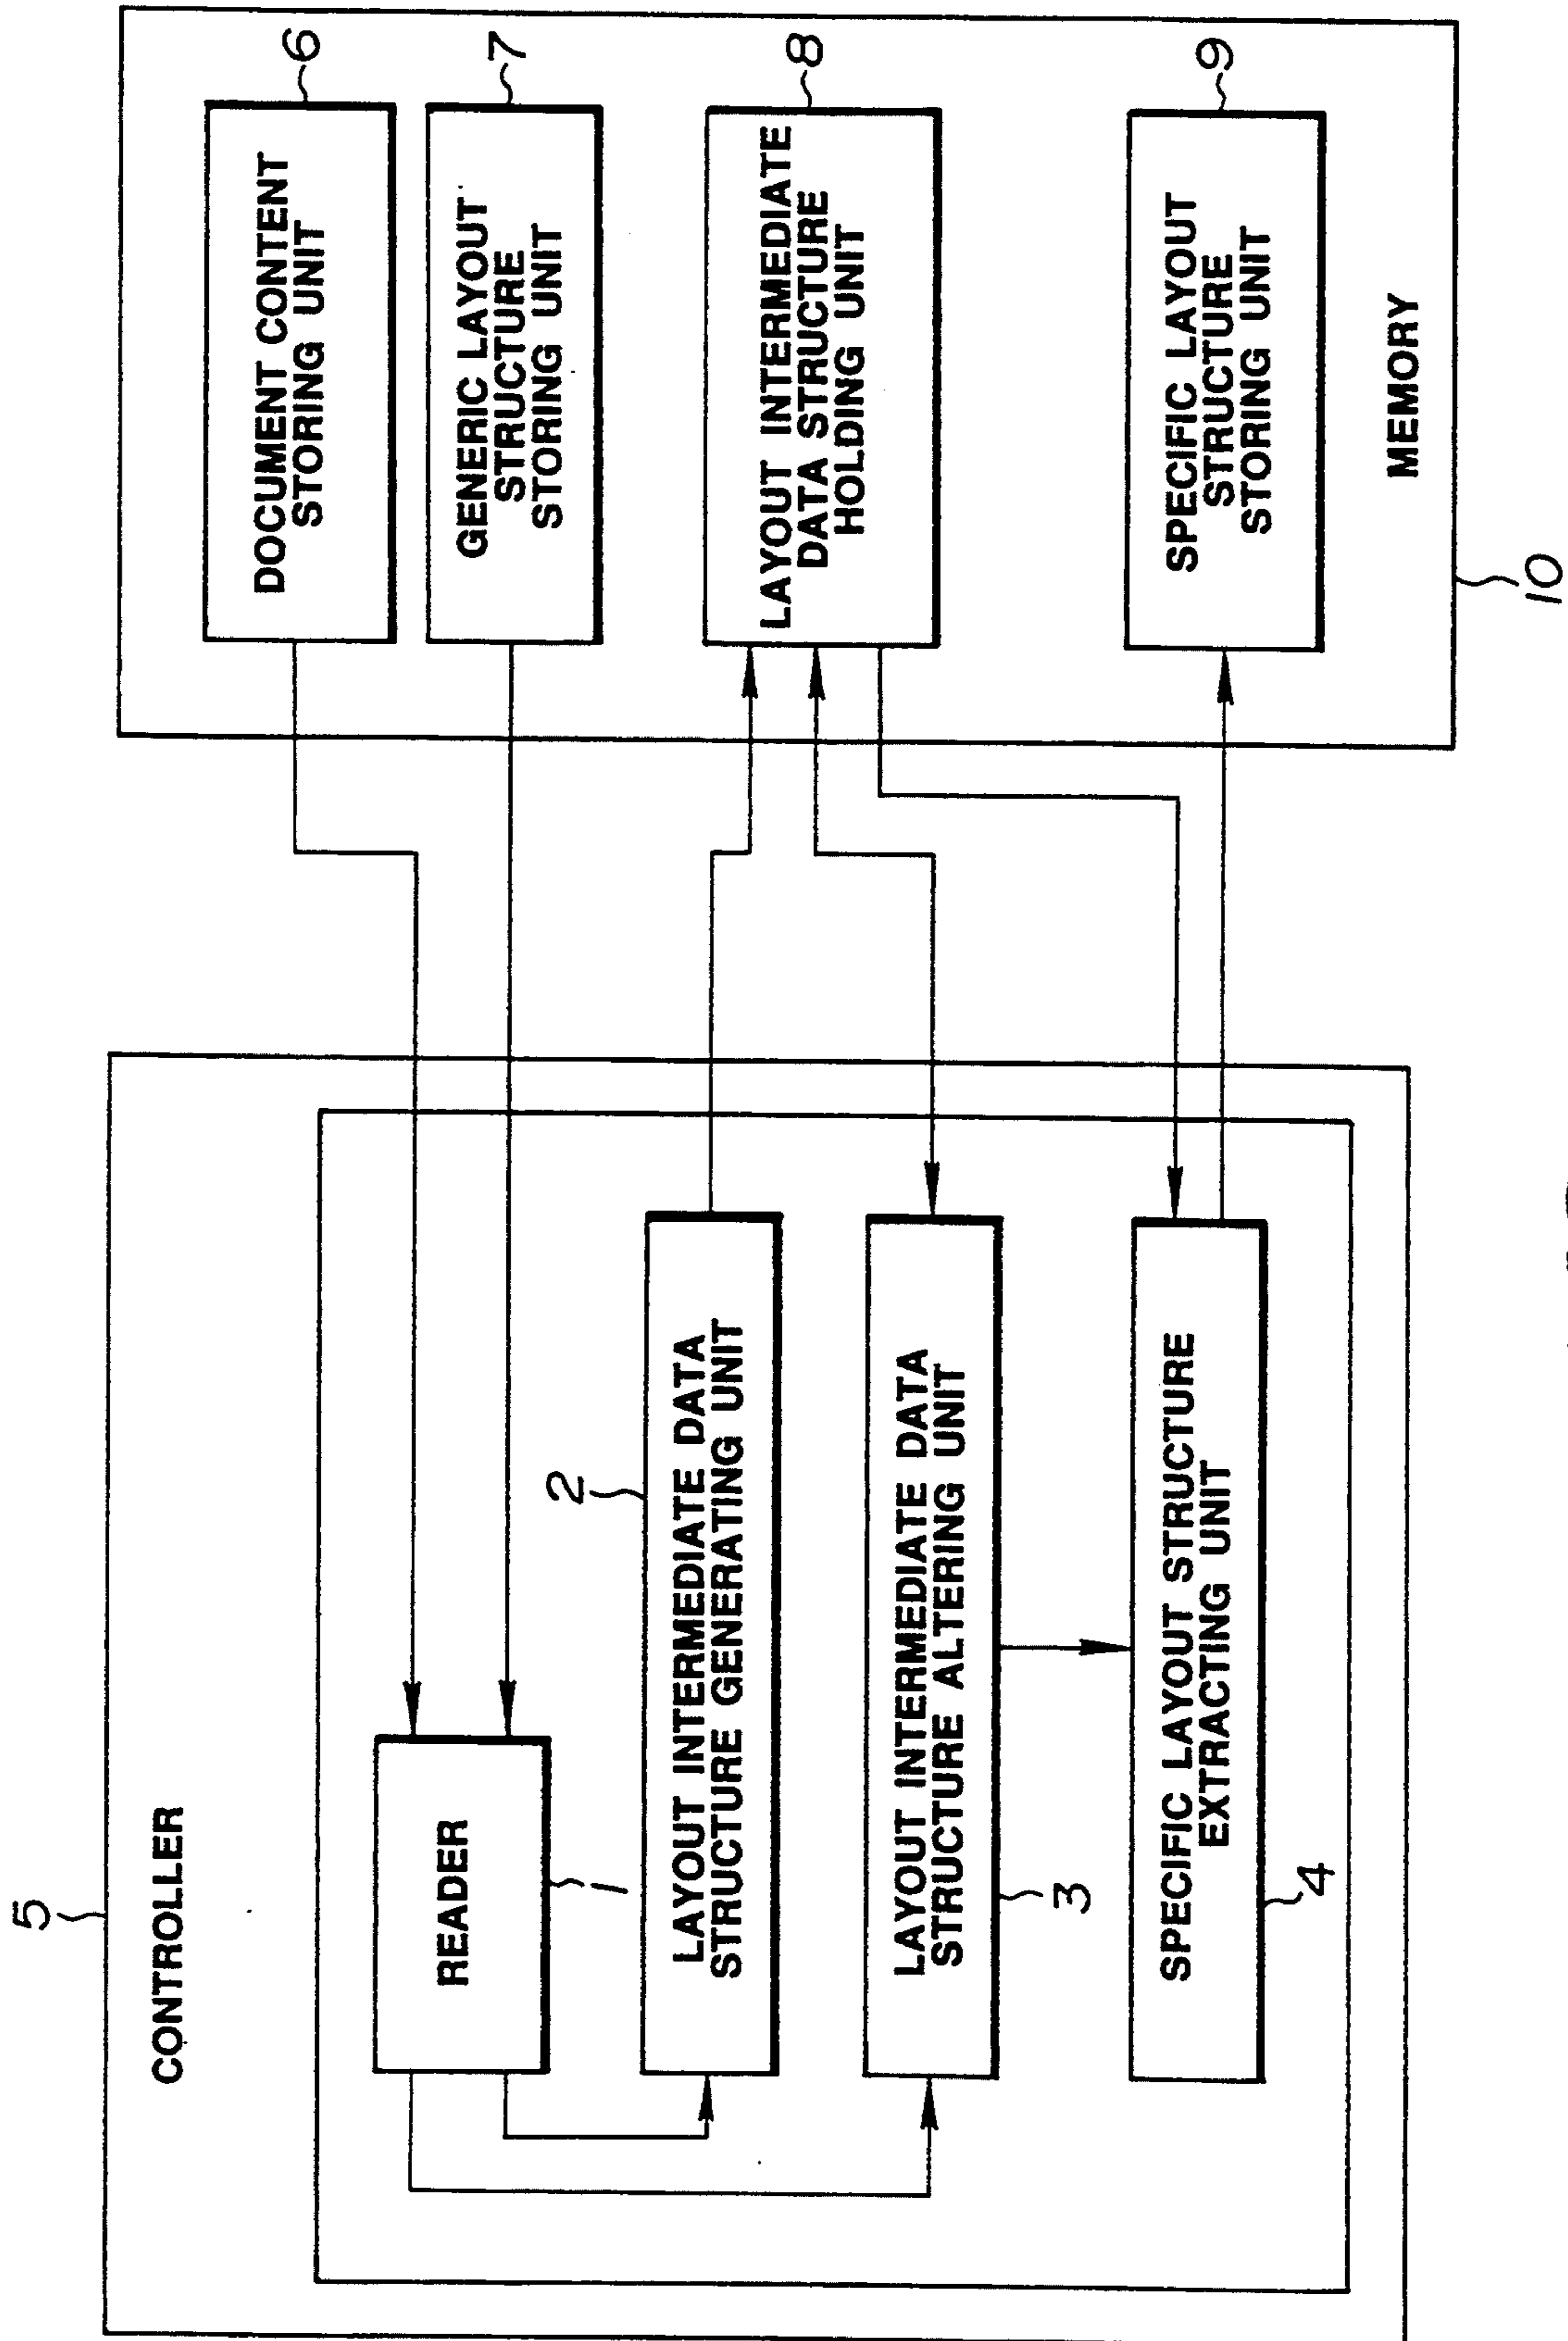 5
CONTROLLER
READER
1
2
LAYOUT INTERMEDIATE DATA
STRUCTURE GENERATING UNIT
LAYOUT INTERMEDIATE DATA
STRUCTURE ALTERING UNIT
3
SPECIFIC LAYOUT STRUCTURE
EXTRACTING UNIT
4
DOCUMENT CONTENT
STORING UNIT
6
GENERIC LAYOUT
STRUCTURE
STORING UNIT
7
LAYOUT INTERMEDIATE
DATA STRUCTURE
HOLDING UNIT
8
SPECIFIC LAYOUT
STRUCTURE
STORING UNIT
9
MEMORY
10